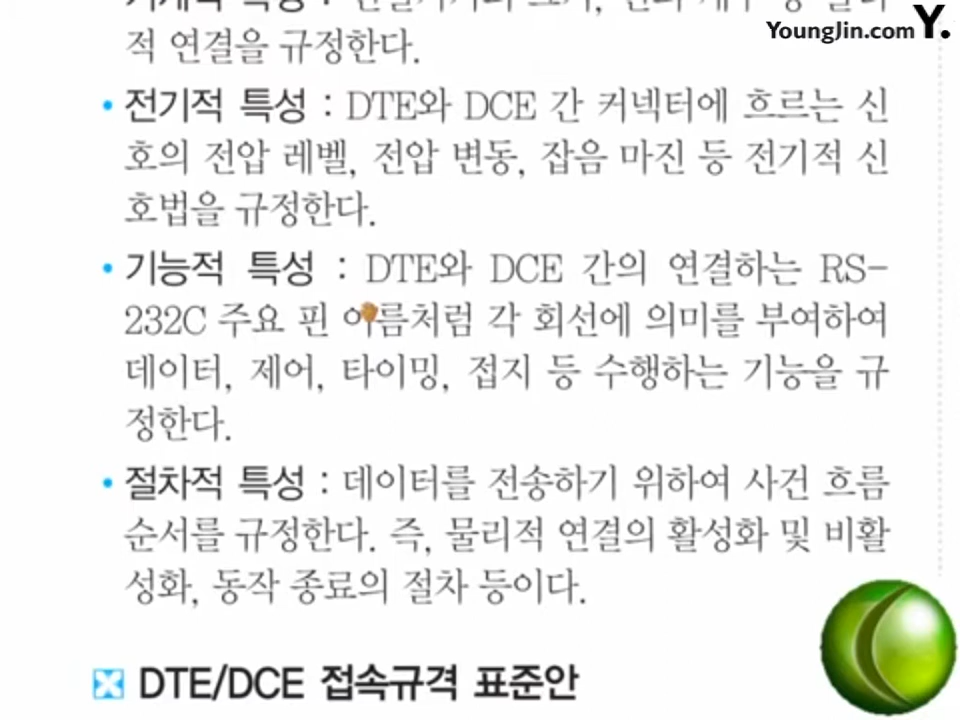 YoungJin.com Y.
적 연결을 규정한다.
• 전기적 특성 : DTE와 DCE 간 커넥터에 흐르는 신
호의 전압 레벨, 전압 변동, 잡음 마진 등 전기적 신
호법을 규정한다.
• 기능적 특성 : DTE와 DCE 간의 연결하는 RS-
232C 주요 핀 이름처럼 각 회선에 의미를 부여하여
데이터, 제어, 타이밍, 접지 등 수행하는 기능을 규
정한다.
• 절차적 특성 : 데이터를 전송하기 위하여 사건 흐름
순서를 규정한다. 즉, 물리적 연결의 활성화 및 비활
성화, 동작 종료의 절차 등이다.
DTE/DCE 접속규격 표준안